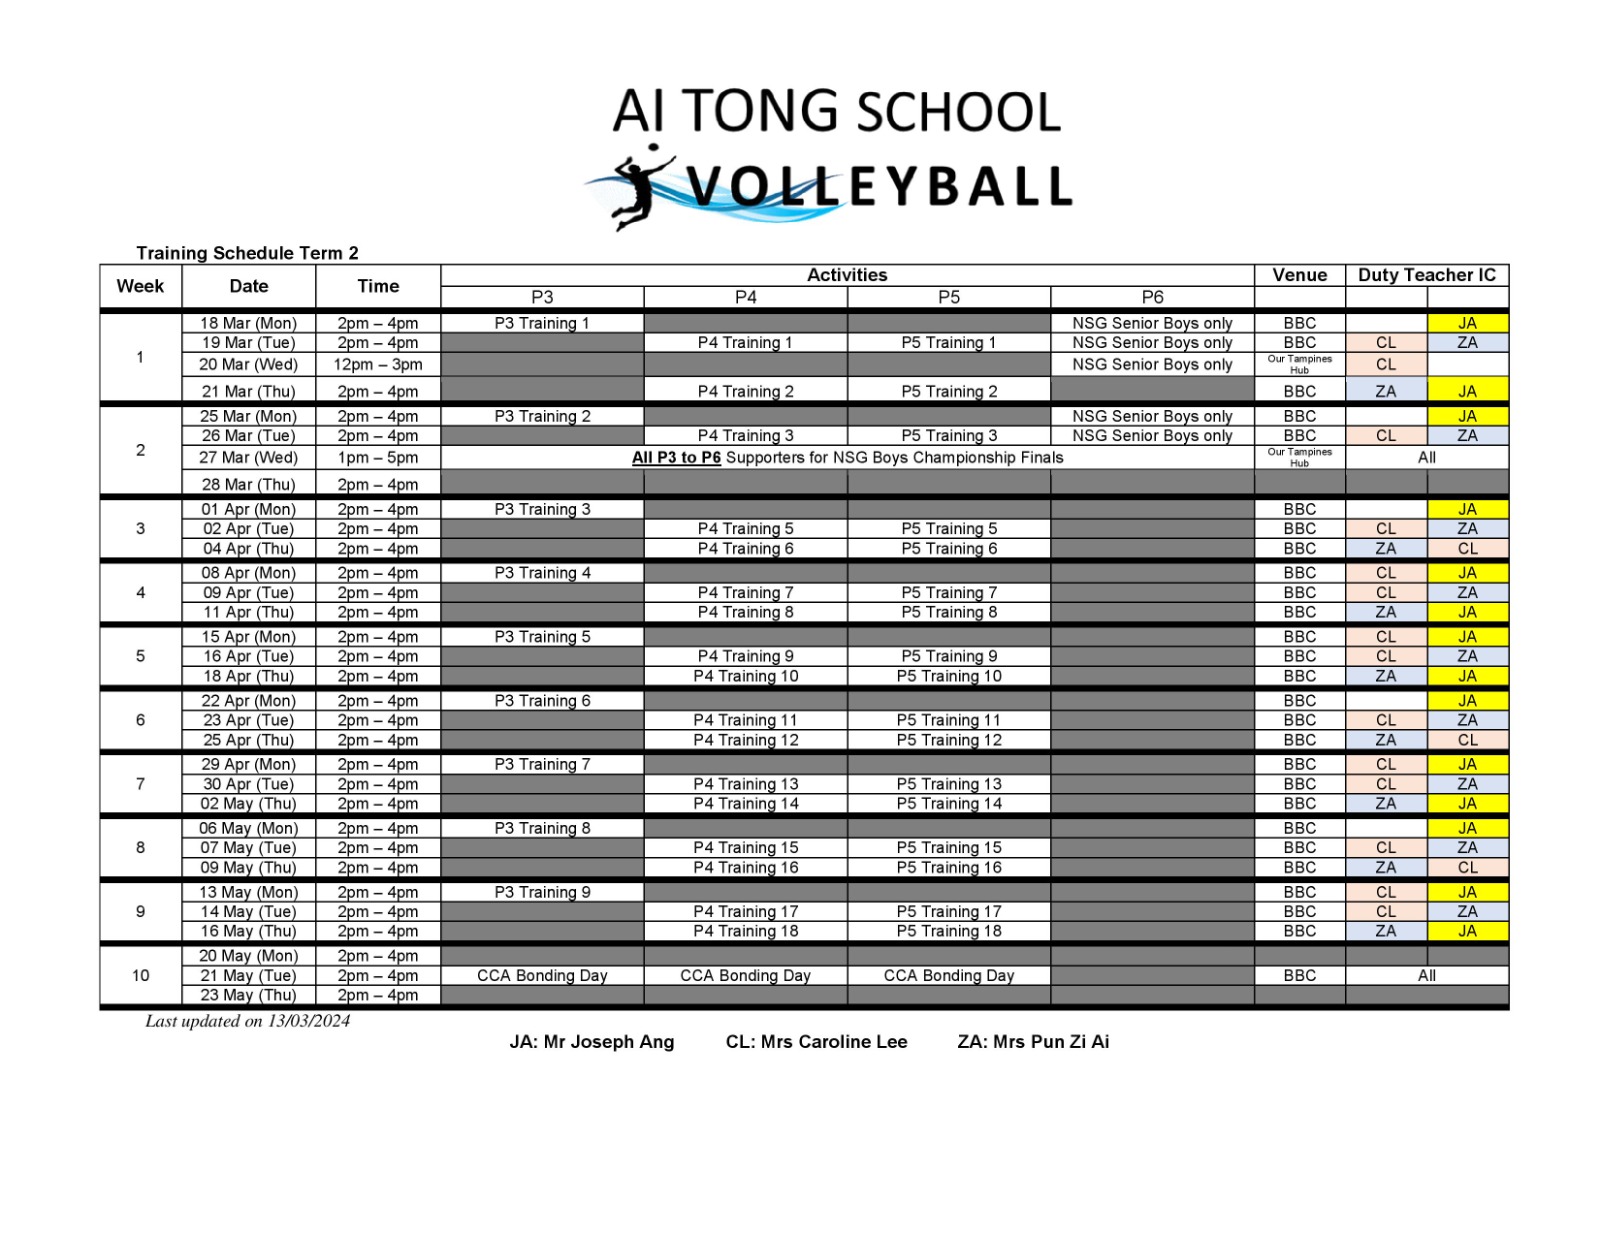 AI TONG SCHOOL
VOLLEYBALL
Training Schedule Term 2
Week Date Time Activities Venue Duty Teacher IC
P3 P4 P5 P6
1
18 Mar (Mon) 2pm – 4pm P3 Training 1 NSG Senior Boys only BBC JA
19 Mar (Tue) 2pm – 4pm P4 Training 1 P5 Training 1 NSG Senior Boys only BBC CL ZA
20 Mar (Wed) 12pm – 3pm NSG Senior Boys only Our Tampines Hub CL
21 Mar (Thu) 2pm – 4pm P4 Training 2 P5 Training 2 BBC ZA JA
2
25 Mar (Mon) 2pm – 4pm P3 Training 2 NSG Senior Boys only BBC JA
26 Mar (Tue) 2pm – 4pm P4 Training 3 P5 Training 3 NSG Senior Boys only BBC CL ZA
27 Mar (Wed) 1pm – 5pm All P3 to P6 Supporters for NSG Boys Championship Finals Our Tampines Hub All
28 Mar (Thu) 2pm – 4pm
3
01 Apr (Mon) 2pm – 4pm P3 Training 3 BBC JA
02 Apr (Tue) 2pm – 4pm P4 Training 5 P5 Training 5 BBC CL ZA
04 Apr (Thu) 2pm – 4pm P4 Training 6 P5 Training 6 BBC ZA CL
4
08 Apr (Mon) 2pm – 4pm P3 Training 4 BBC CL JA
09 Apr (Tue) 2pm – 4pm P4 Training 7 P5 Training 7 BBC CL ZA
11 Apr (Thu) 2pm – 4pm P4 Training 8 P5 Training 8 BBC ZA JA
5
15 Apr (Mon) 2pm – 4pm P3 Training 5 BBC CL JA
16 Apr (Tue) 2pm – 4pm P4 Training 9 P5 Training 9 BBC CL ZA
18 Apr (Thu) 2pm – 4pm P4 Training 10 P5 Training 10 BBC ZA JA
6
22 Apr (Mon) 2pm – 4pm P3 Training 6 BBC JA
23 Apr (Tue) 2pm – 4pm P4 Training 11 P5 Training 11 BBC CL ZA
25 Apr (Thu) 2pm – 4pm P4 Training 12 P5 Training 12 BBC ZA CL
7
29 Apr (Mon) 2pm – 4pm P3 Training 7 BBC CL JA
30 Apr (Tue) 2pm – 4pm P4 Training 13 P5 Training 13 BBC CL ZA
02 May (Thu) 2pm – 4pm P4 Training 14 P5 Training 14 BBC ZA JA
8
06 May (Mon) 2pm – 4pm P3 Training 8 BBC JA
07 May (Tue) 2pm – 4pm P4 Training 15 P5 Training 15 BBC CL ZA
09 May (Thu) 2pm – 4pm P4 Training 16 P5 Training 16 BBC ZA CL
9
13 May (Mon) 2pm – 4pm P3 Training 9 BBC CL JA
14 May (Tue) 2pm – 4pm P4 Training 17 P5 Training 17 BBC CL ZA
16 May (Thu) 2pm – 4pm P4 Training 18 P5 Training 18 BBC ZA JA
10
20 May (Mon) 2pm – 4pm
21 May (Tue) 2pm – 4pm CCA Bonding Day CCA Bonding Day CCA Bonding Day BBC All
23 May (Thu) 2pm – 4pm
Last updated on 13/03/2024
JA: Mr Joseph Ang CL: Mrs Caroline Lee ZA: Mrs Pun Zi Ai